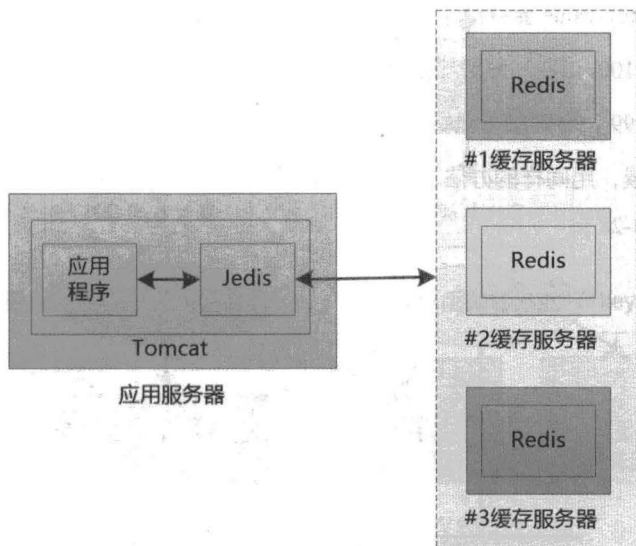 应用
程序
Jedis
Tomcat
应用服务器
Redis
#1缓存服务器
Redis
#2缓存服务器
Redis
#3缓存服务器